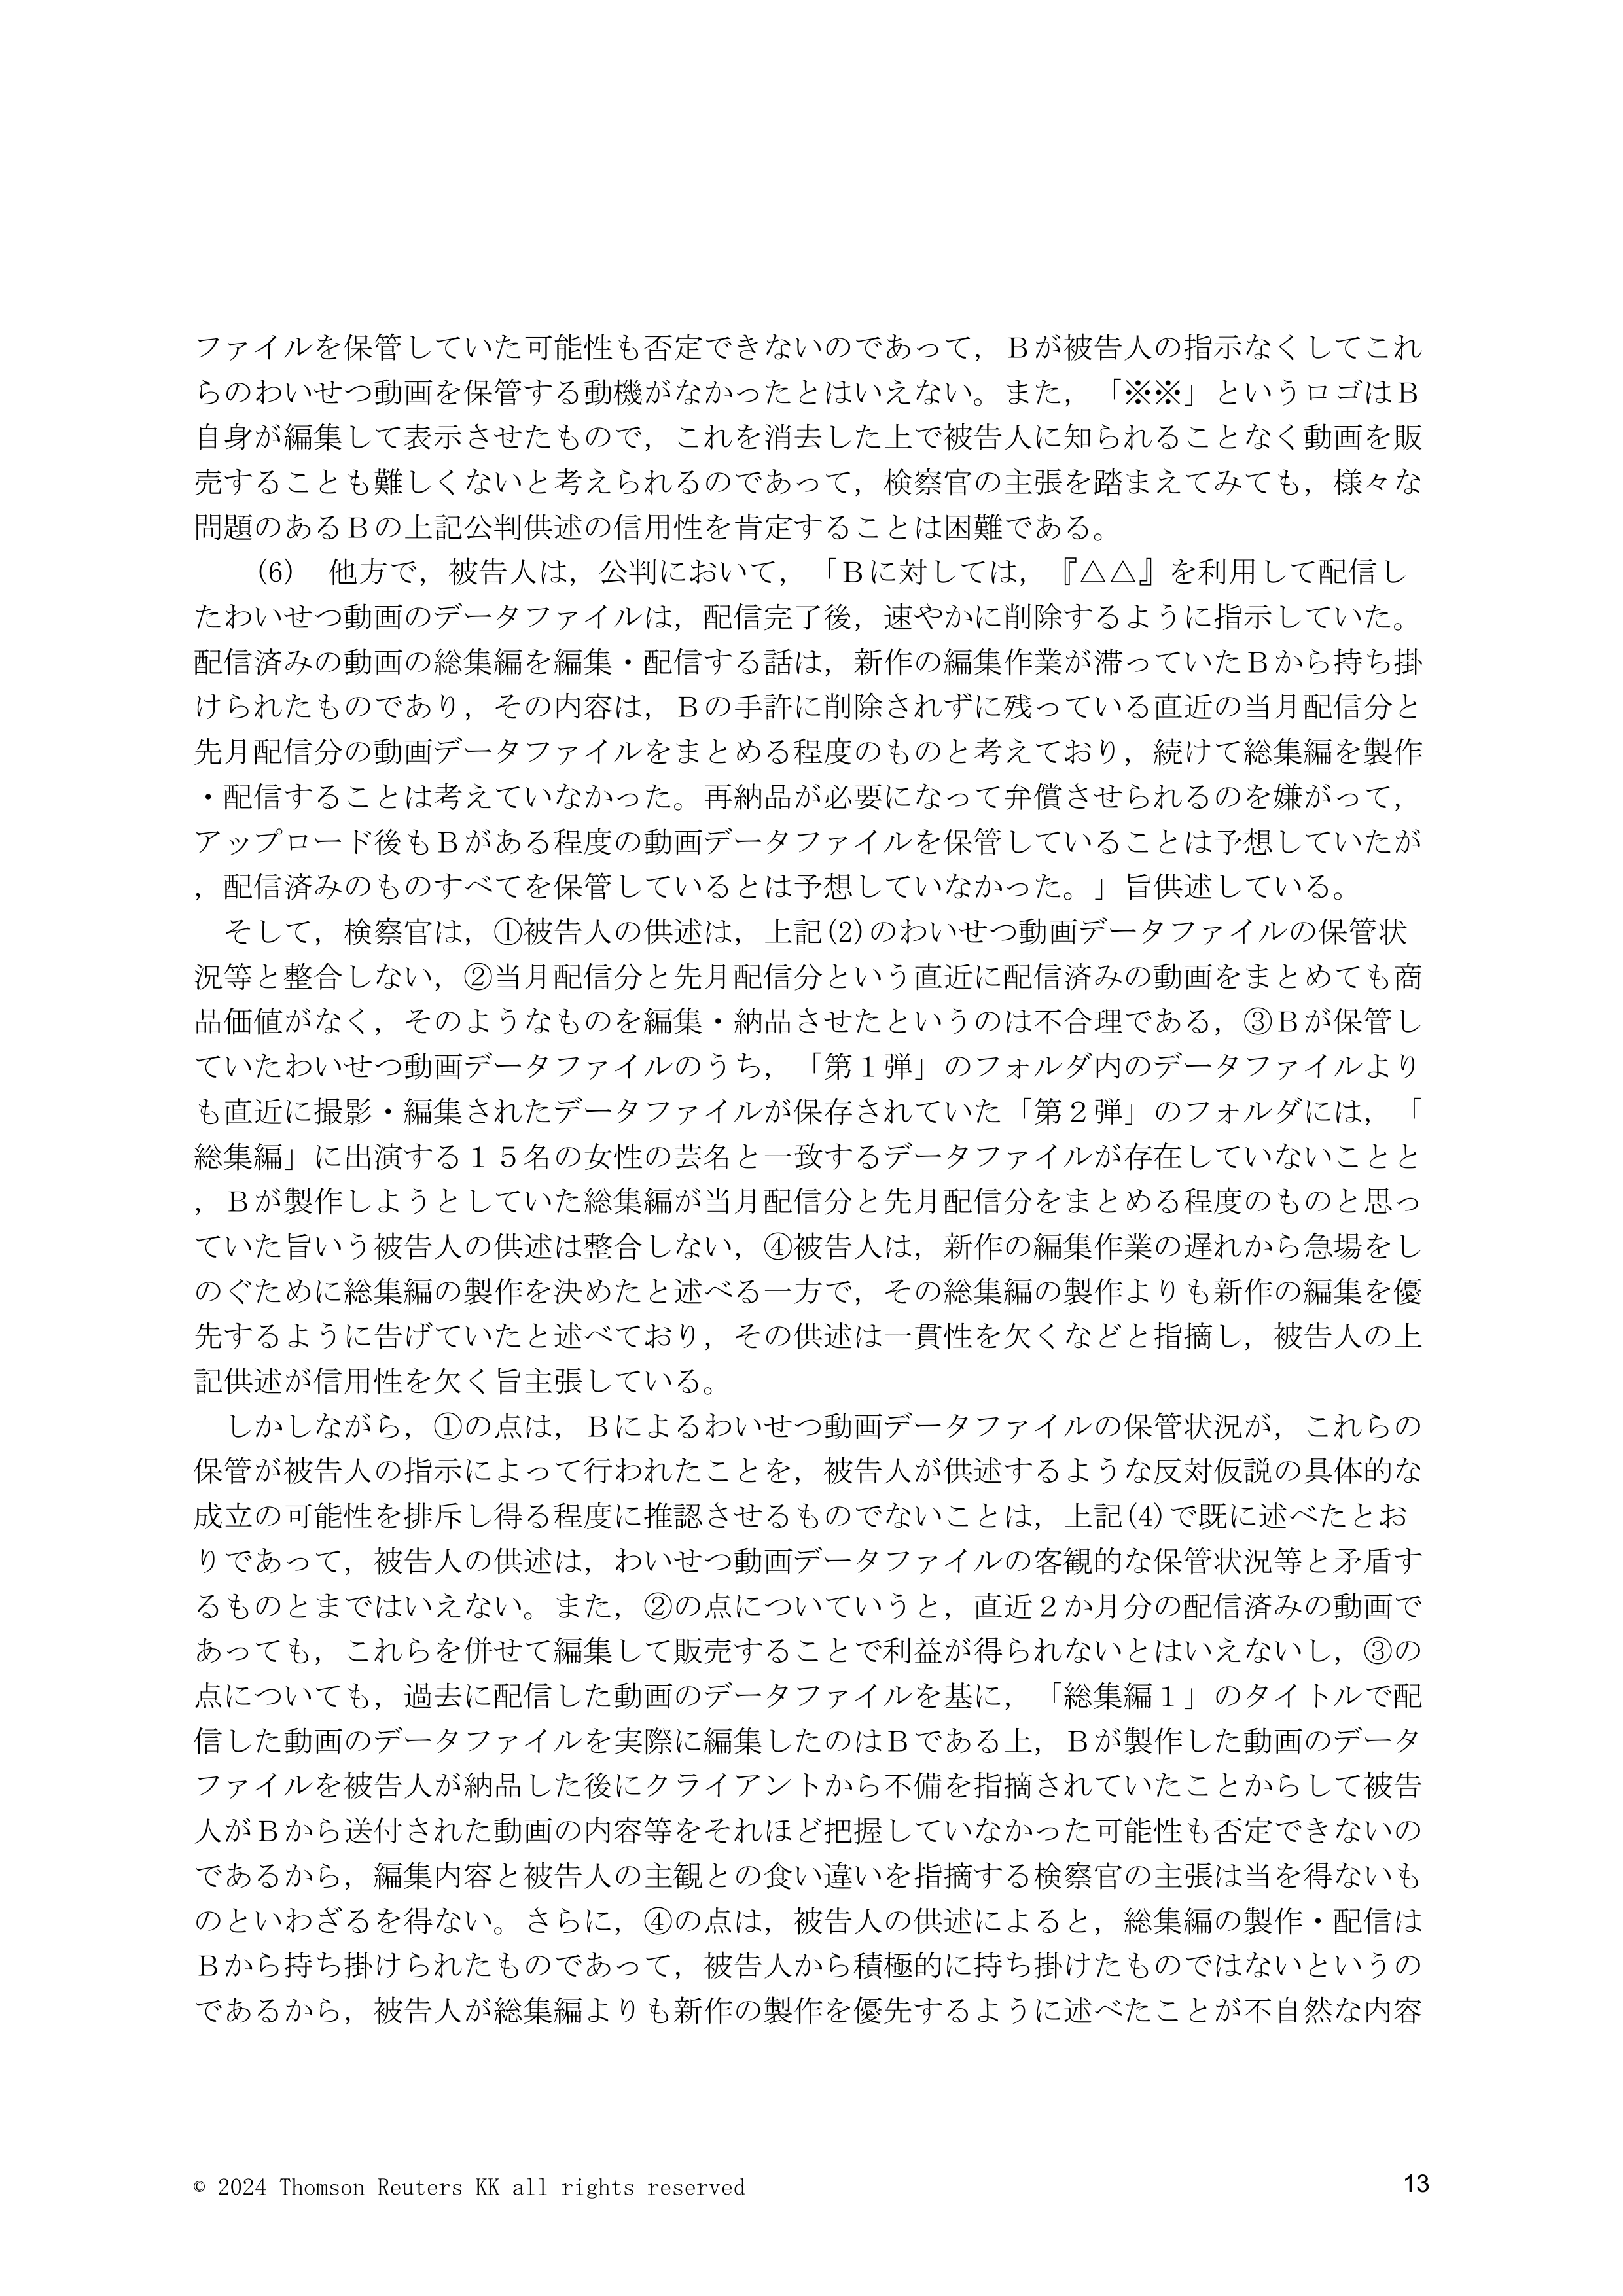 ファイルを保管していた可能性も否定できないのであって，Ｂが被告人の指示なくしてこれ
らのわいせつ動画を保管する動機がなかったとはいえない。また，「※※」というロゴはＢ
自身が編集して表示させたもので，これを消去した上で被告人に知られることなく動画を販
売することも難しくないと考えられるのであって，検察官の主張を踏まえてみても，様々な
問題のあるＢの上記公判供述の信用性を肯定することは困難である。
(6)　他方で，被告人は，公判において，「Ｂに対しては，『△△』を利用して配信し
たわいせつ動画のデータファイルは，配信完了後，速やかに削除するように指示していた。
配信済みの動画の総集編を編集・配信する話は，新作の編集作業が滞っていたＢから持ち掛
けられたものであり，その内容は，Ｂの手許に削除されずに残っている直近の当月配信分と
先月配信分の動画データファイルをまとめる程度のものと考えており，続けて総集編を製作
・配信することは考えていなかった。再納品が必要になって弁償させられるのを嫌がって，
アップロード後もＢがある程度の動画データファイルを保管していることは予想していたが
，配信済みのものすべてを保管しているとは予想していなかった。」旨供述している。
そして，検察官は，①被告人の供述は，上記(2)のわいせつ動画データファイルの保管状
況等と整合しない，②当月配信分と先月配信分という直近に配信済みの動画をまとめても商
品価値がなく，そのようなものを編集・納品させたというのは不合理である，③Ｂが保管し
ていたわいせつ動画データファイルのうち，「第１弾」のフォルダ内のデータファイルより
も直近に撮影・編集されたデータファイルが保存されていた「第２弾」のフォルダには，「
総集編」に出演する１５名の女性の芸名と一致するデータファイルが存在していないことと
，Ｂが製作しようとしていた総集編が当月配信分と先月配信分をまとめる程度のものと思っ
ていた旨いう被告人の供述は整合しない，④被告人は，新作の編集作業の遅れから急場をし
のぐために総集編の製作を決めたと述べる一方で，その総集編の製作よりも新作の編集を優
先するように告げていたと述べており，その供述は一貫性を欠くなどと指摘し，被告人の上
記供述が信用性を欠く旨主張している。
しかしながら，①の点は，Ｂによるわいせつ動画データファイルの保管状況が，これらの
保管が被告人の指示によって行われたことを，被告人が供述するような反対仮説の具体的な
成立の可能性を排斥し得る程度に推認させるものでないことは，上記(4)で既に述べたとお
りであって，被告人の供述は，わいせつ動画データファイルの客観的な保管状況等と矛盾す
るものとまではいえない。また，②の点についていうと，直近２か月分の配信済みの動画で
あっても，これらを併せて編集して販売することで利益が得られないとはいえないし，③の
点についても，過去に配信した動画のデータファイルを基に，「総集編１」のタイトルで配
信した動画のデータファイルを実際に編集したのはＢである上，Ｂが製作した動画のデータ
ファイルを被告人が納品した後にクライアントから不備を指摘されていたことからして被告
人がＢから送付された動画の内容等をそれほど把握していなかった可能性も否定できないの
であるから，編集内容と被告人の主観との食い違いを指摘する検察官の主張は当を得ないも
のといわざるを得ない。さらに，④の点は，被告人の供述によると，総集編の製作・配信は
Ｂから持ち掛けられたものであって，被告人から積極的に持ち掛けたものではないというの
であるから，被告人が総集編よりも新作の製作を優先するように述べたことが不自然な内容
© 2024 Thomson Reuters KK all rights reserved
13